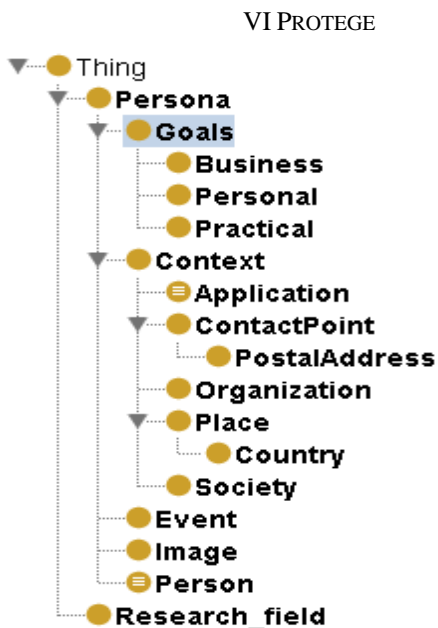 VI PROTEGE
Thing
Persona
Goals
Business
Personal
Practical
Context
Application
ContactPoint
PostalAddress
Organization
Place
Country
Society
Event
Image
Person
Research_field